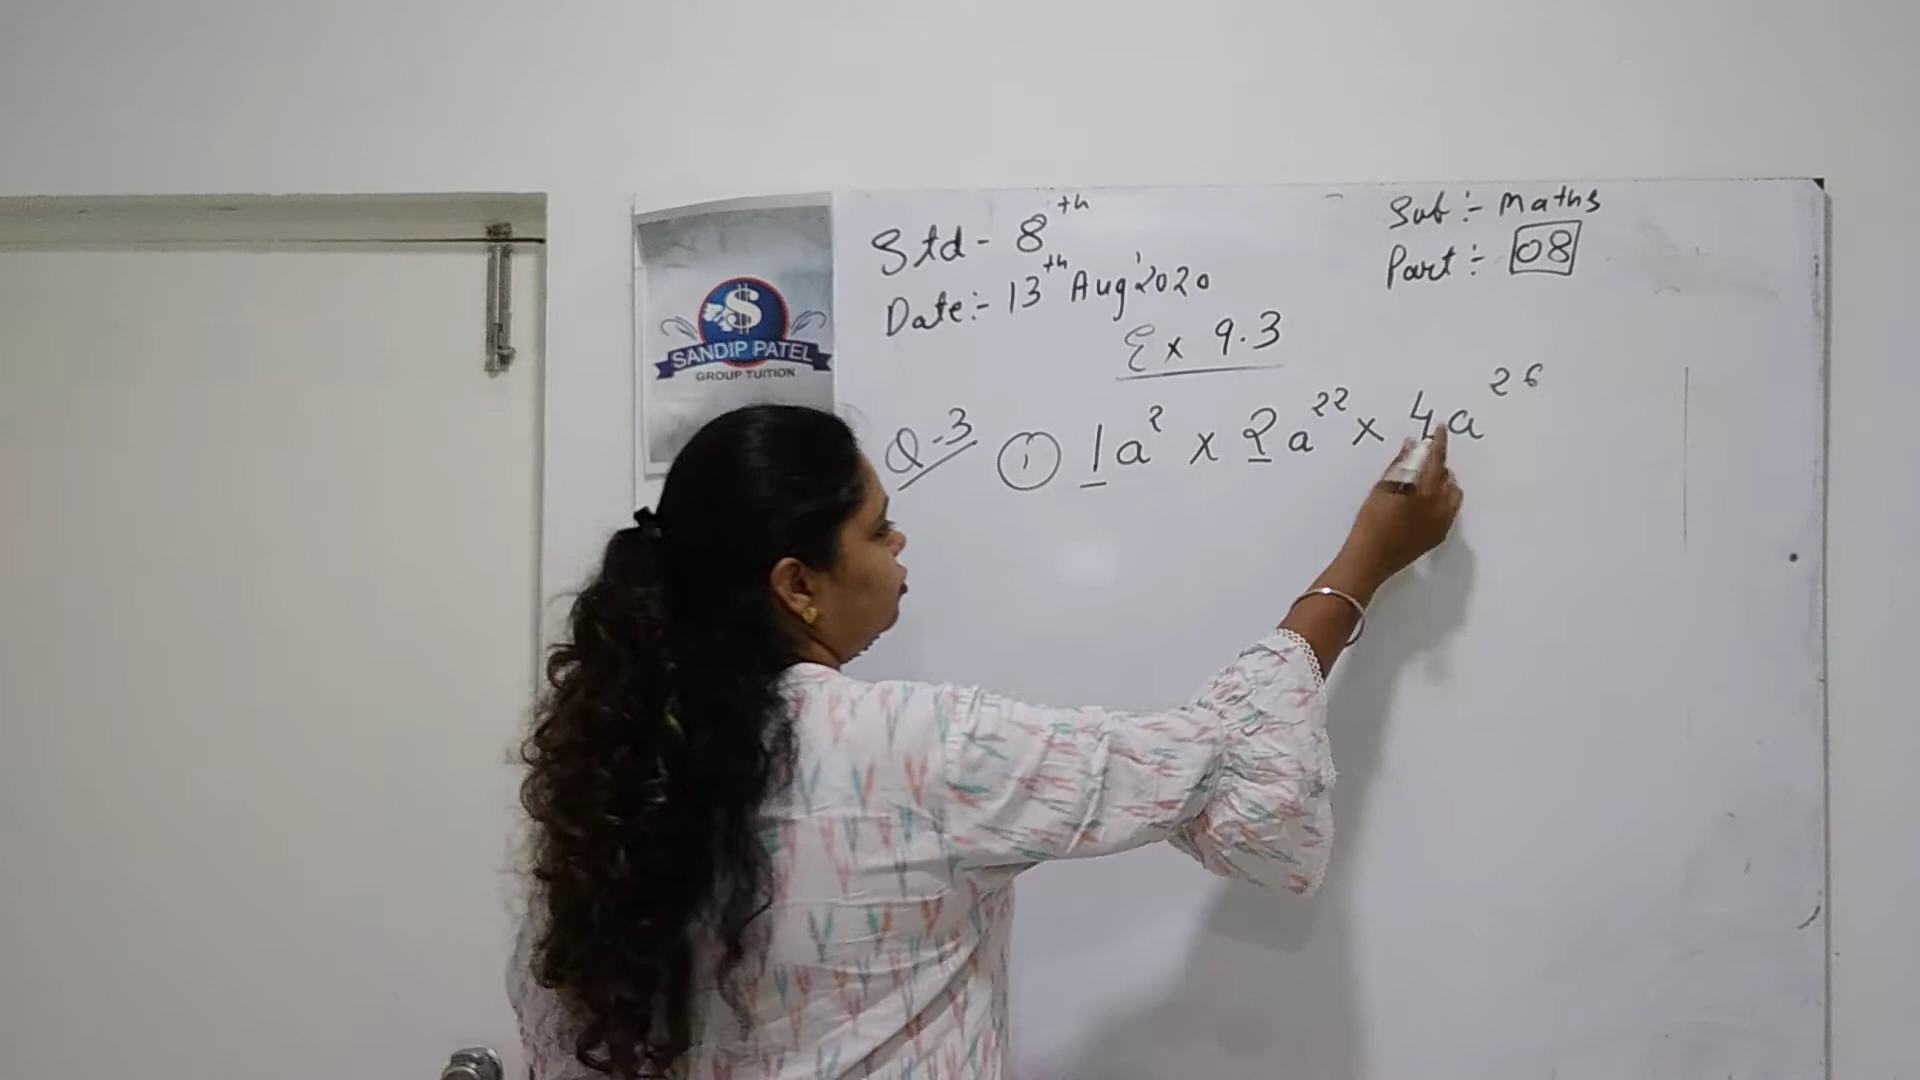 Std - 8th
Sub :- Maths
Date :- 13th Aug' 2020
Part :- 08
Ex 9.3
Q-3 (i) 1a² x 2a²² x 4a²⁶
$
SANDIP PATEL
GROUP TUITION